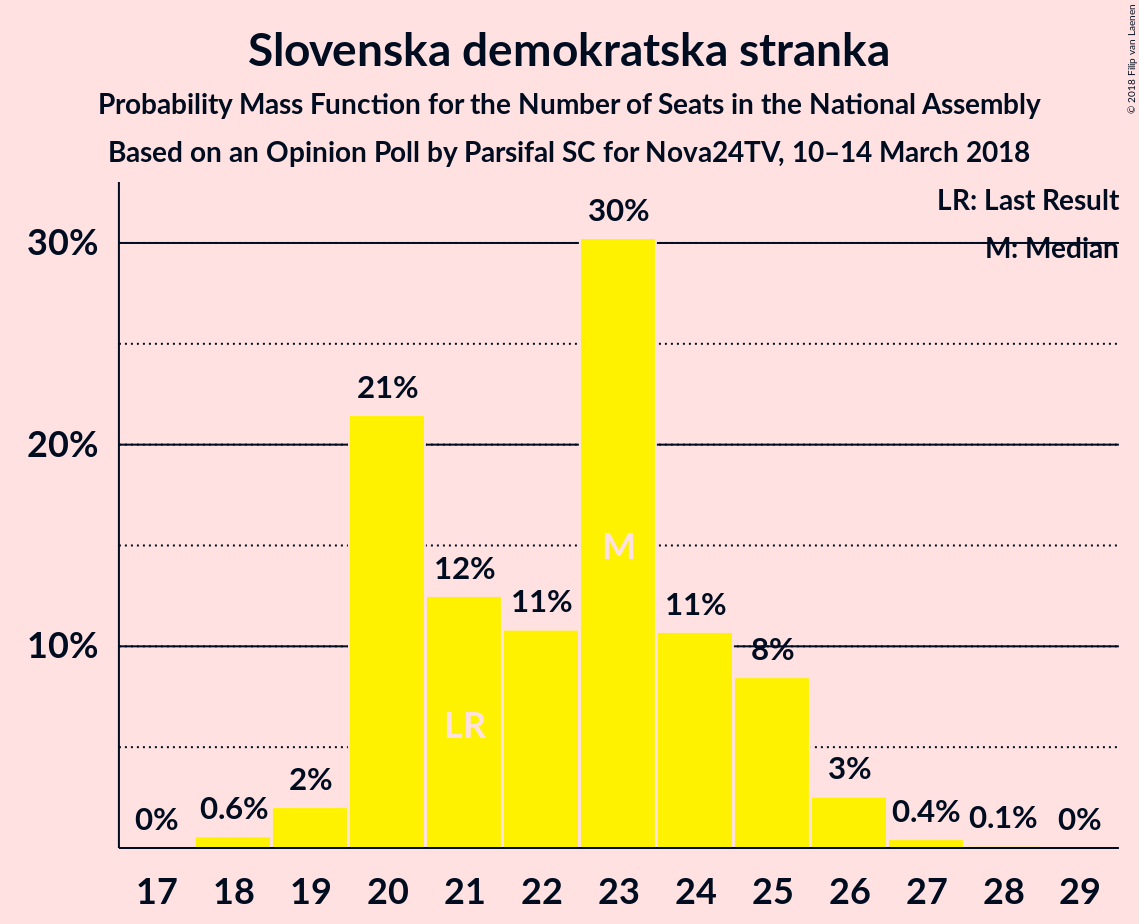 Slovenska demokratska stranka
Probability Mass Function for the Number of Seats in the National Assembly
Based on an Opinion Poll by Parsifal SC for Nova24TV, 10–14 March 2018
© 2018 Filip van Laenen
LR: Last Result
M: Median
30%
20%
10%
0%
0.6%
2%
21%
12%
11%
30%
11%
8%
3%
0.4%
0.1%
0%
LR
M
17 18 19 20 21 22 23 24 25 26 27 28 29